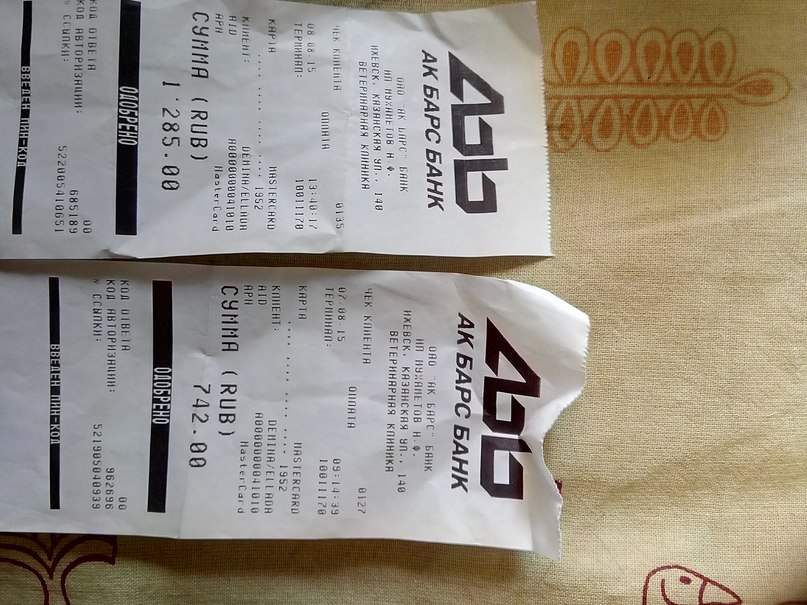 АК БАРС БАНК
ОАО "АК БАРС" БАНК
ИП МУХАМЕТОВ Н.Ф.
ИЖЕВСК, КАЗАНСКАЯ УЛ., 140
ВЕТЕРИНАРНАЯ КЛИНИКА
ЧЕК КЛИЕНТА 0135
ОПЛАТА
08.08.15 13:40:17
ТЕРМИНАЛ: 10011170
MASTERCARD
КАРТА .... .... .... 1952
КЛИЕНТ: DEMINA/ELLADA
AID A0000000041010
APN MasterCard
СУММА (RUB)
1'285.00
ОДОБРЕНО
КОД ОТВЕТА 00
КОД АВТОРИЗАЦИИ: 685189
№ ССЫЛКИ: 522005410651
ВВЕДЕН ПИН-КОД
АК БАРС БАНК
ОАО "АК БАРС" БАНК
ИП МУХАМЕТОВ Н.Ф.
ИЖЕВСК, КАЗАНСКАЯ УЛ., 140
ВЕТЕРИНАРНАЯ КЛИНИКА
ЧЕК КЛИЕНТА 0127
ОПЛАТА
07.08.15 09:14:39
ТЕРМИНАЛ: 10011170
MASTERCARD
КАРТА .... .... .... 1952
КЛИЕНТ: DEMINA/ELLADA
AID A0000000041010
APN MasterCard
СУММА (RUB)
742.00
ОДОБРЕНО
КОД ОТВЕТА 00
КОД АВТОРИЗАЦИИ: 962696
№ ССЫЛКИ: 521905048939
ВВЕДЕН ПИН-КОД